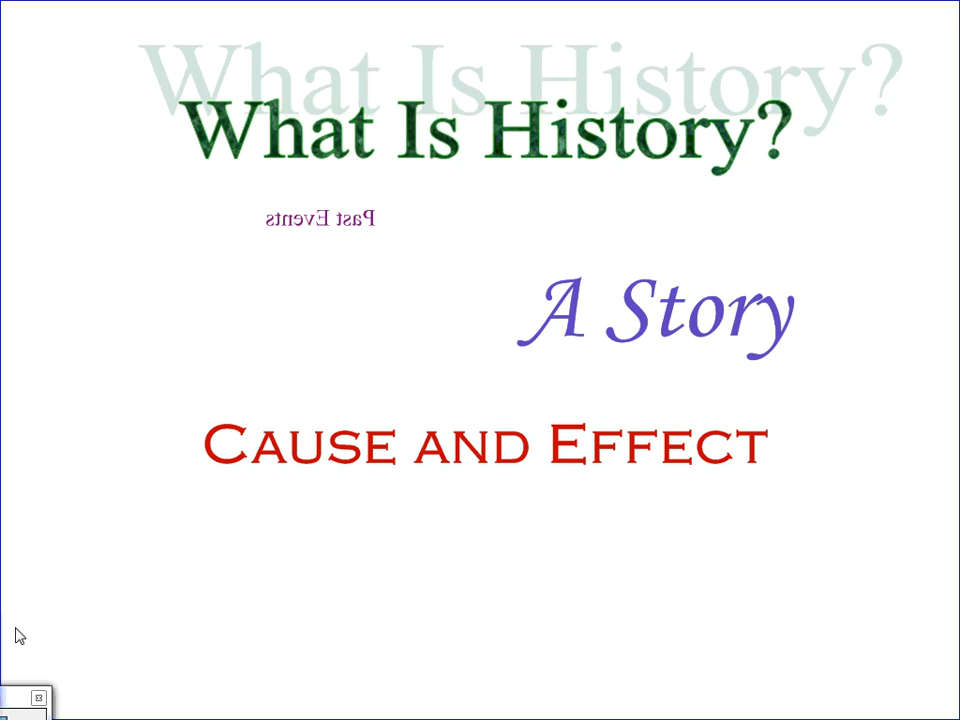 What Is History?
What Is History?
Past Events
A Story
Cause and Effect